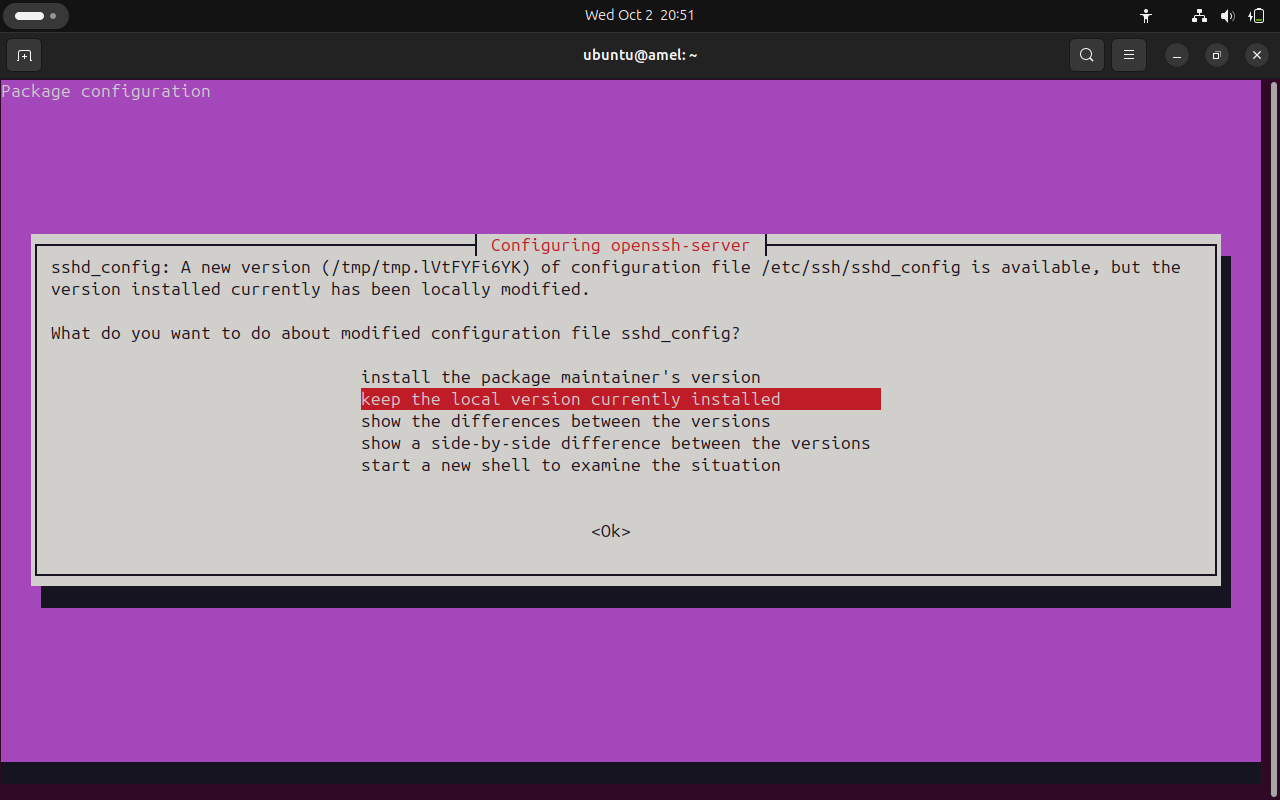 Wed Oct 2 20:51
ubuntu@amel: ~
Package configuration
Configuring openssh-server
sshd_config: A new version (/tmp/tmp.lVtFYFi6YK) of configuration file /etc/ssh/sshd_config is available, but the
version installed currently has been locally modified.
What do you want to do about modified configuration file sshd_config?
install the package maintainer's version
keep the local version currently installed
show the differences between the versions
show a side-by-side difference between the versions
start a new shell to examine the situation
<Ok>